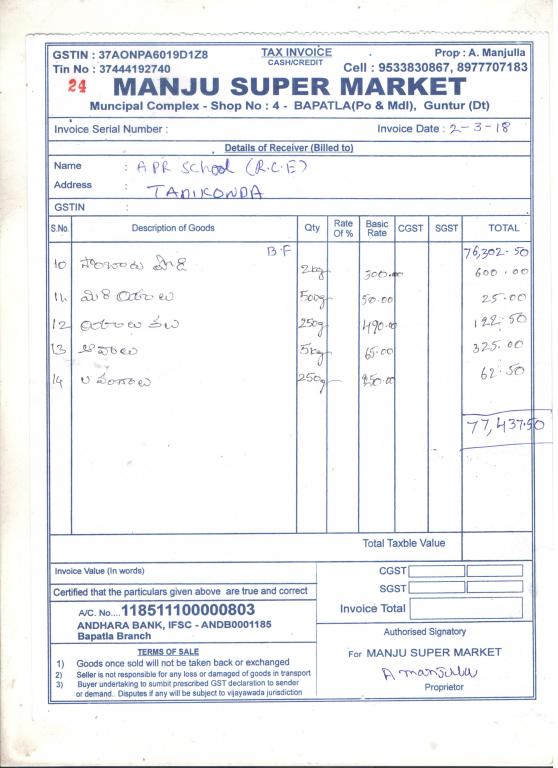 GSTIN : 37AONPA6019D1Z8 TAX INVOICE Prop : A. Manjulla
Tin No : 37444192740 CASH/CREDIT Cell : 9533830867, 8977707183
24 MANJU SUPER MARKET
Muncipal Complex - Shop No : 4 - BAPATLA(Po & Mdl), Guntur (Dt)
Invoice Serial Number : Invoice Date : 2-3-18
Details of Receiver (Billed to)
Name : APR School (R.C.E)
Address : TADIKONDA
GSTIN :
S.No. Description of Goods Qty Rate Of % Basic Rate CGST SGST TOTAL
B.F 76,302.50
10 2kg 300.00 600.00
11 500g 50.00 25.00
12 250g 490.00 122.50
13 ఆవాలు 5kg 65.00 325.00
14 లవంగాలు 250g 250.00 62.50
77,437.50
Total Taxble Value
Invoice Value (In words) CGST
Certified that the particulars given above are true and correct SGST
A/C. No....118511100000803 Invoice Total
ANDHARA BANK, IFSC - ANDB0001185
Bapatla Branch Authorised Signatory
TERMS OF SALE For MANJU SUPER MARKET
1) Goods once sold will not be taken back or exchanged
2) Seller is not responsible for any loss or damaged of goods in transport A manjulla
3) Buyer undertaking to sumbit prescribed GST declaration to sender Proprietor
or demand.. Disputes if any will be subject to vijayawada jurisdiction